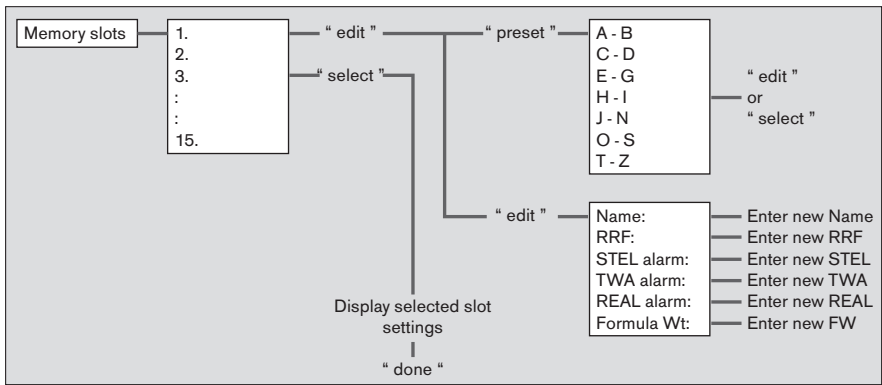 Memory slots
1.
2.
3.
:
:
15.
“ edit ”
“ select ”
“ preset ”
A - B
C - D
E - G
H - I
J - N
O - S
T - Z
“ edit ”
or
“ select ”
“ edit ”
Name:
RRF:
STEL alarm:
TWA alarm:
REAL alarm:
Formula Wt:
Enter new Name
Enter new RRF
Enter new STEL
Enter new TWA
Enter new REAL
Enter new FW
Display selected slot
settings
“ done “